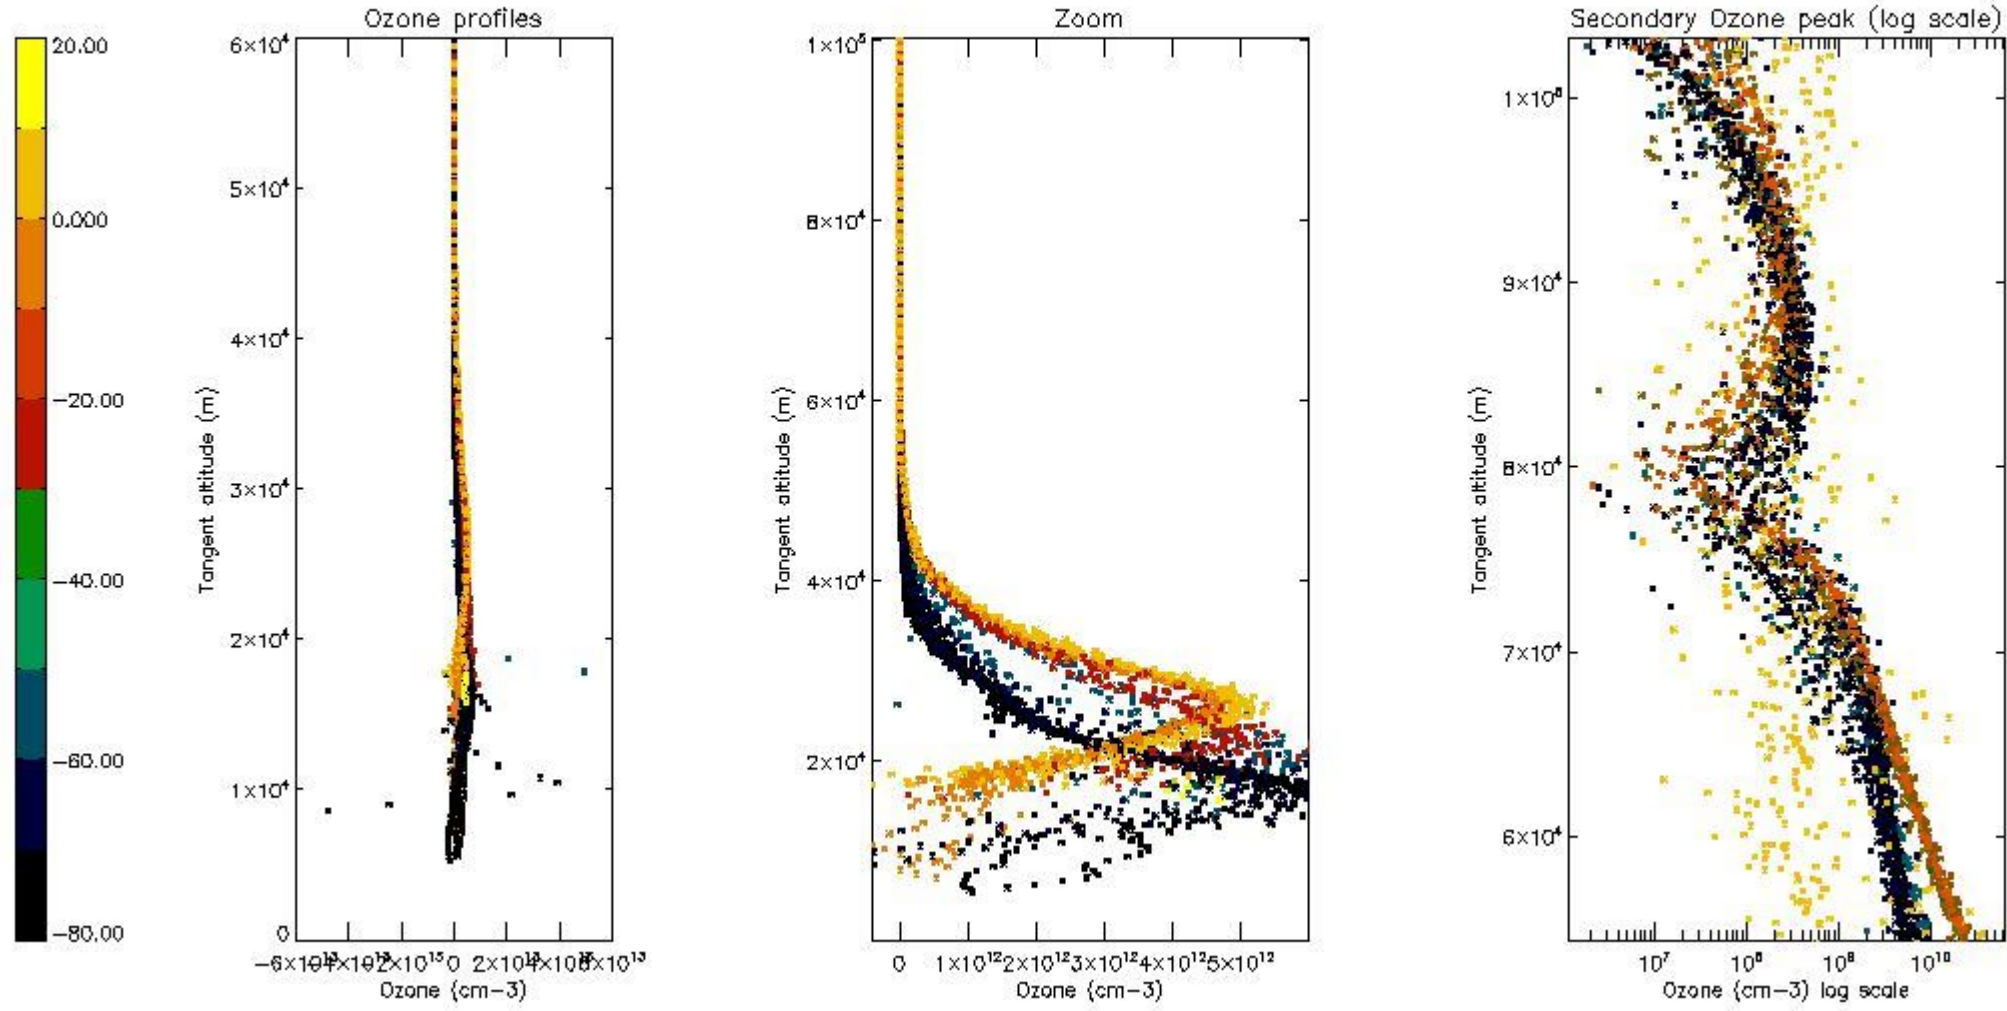 Ozone profiles
Zoom
Secondary Ozone peak (log scale)
20.00
0.000
−20.00
−40.00
−60.00
−80.00
6×10⁴
5×10⁴
4×10⁴
3×10⁴
2×10⁴
1×10⁴
0
Tangent altitude (m)
0
Ozone (cm−3)
1×10⁵
8×10⁴
6×10⁴
4×10⁴
2×10⁴
Tangent altitude (m)
0 1×10¹² 2×10¹² 3×10¹² 4×10¹² 5×10¹²
Ozone (cm−3)
1×10⁵
9×10⁴
8×10⁴
7×10⁴
6×10⁴
Tangent altitude (m)
10⁷ 10⁸ 10⁹ 10¹⁰
Ozone (cm−3) log scale